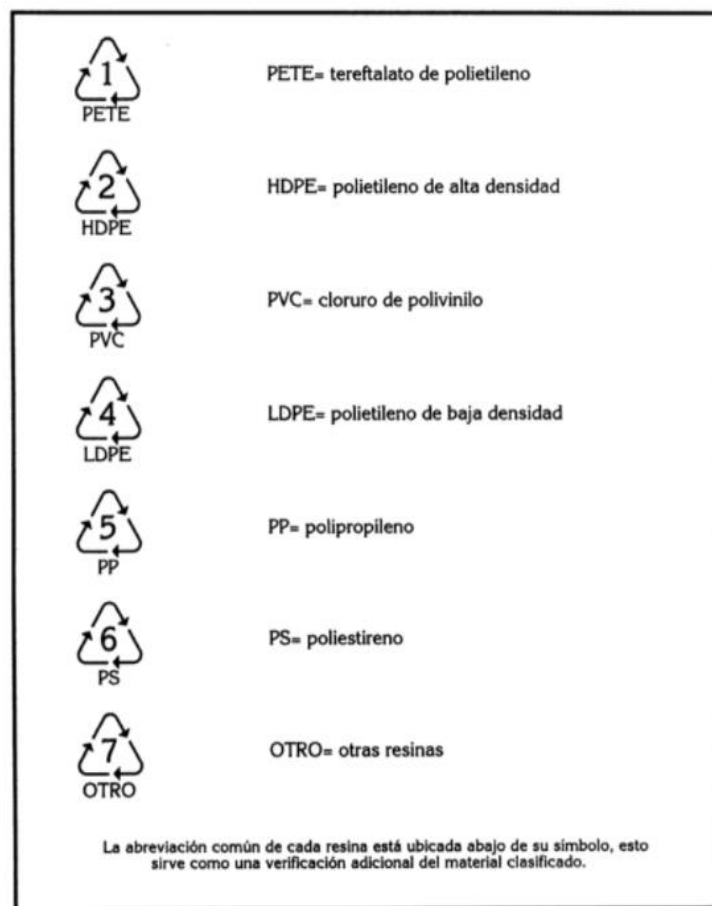 1
PETE
PETE= tereftalato de polietileno
2
HDPE
HDPE= polietileno de alta densidad
3
PVC
PVC= cloruro de polivinilo
4
LDPE
LDPE= polietileno de baja densidad
5
PP
PP= polipropileno
6
PS
PS= poliestireno
7
OTRO
OTRO= otras resinas
La abreviación común de cada resina está ubicada abajo de su símbolo, esto
sirve como una verificación adicional del material clasificado.